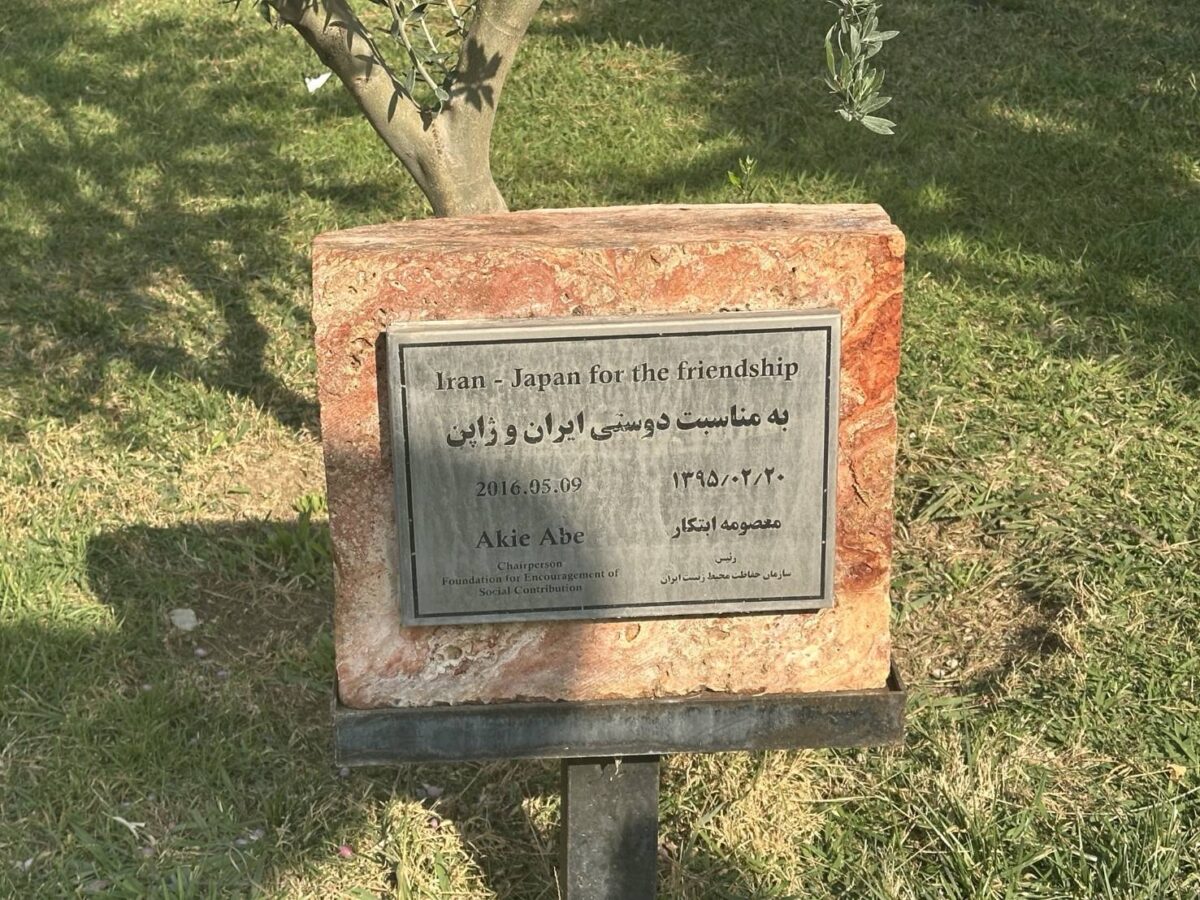 Iran - Japan for the friendship
به مناسبت دوستی ایران و ژاپن
2016.05.09
۱۳۹۵/۰۲/۲۰
Akie Abe
معصومه ابتکار
Chairperson
Foundation for Encouragement of
Social Contribution
رئیس
سازمان حفاظت محیط زیست ایران